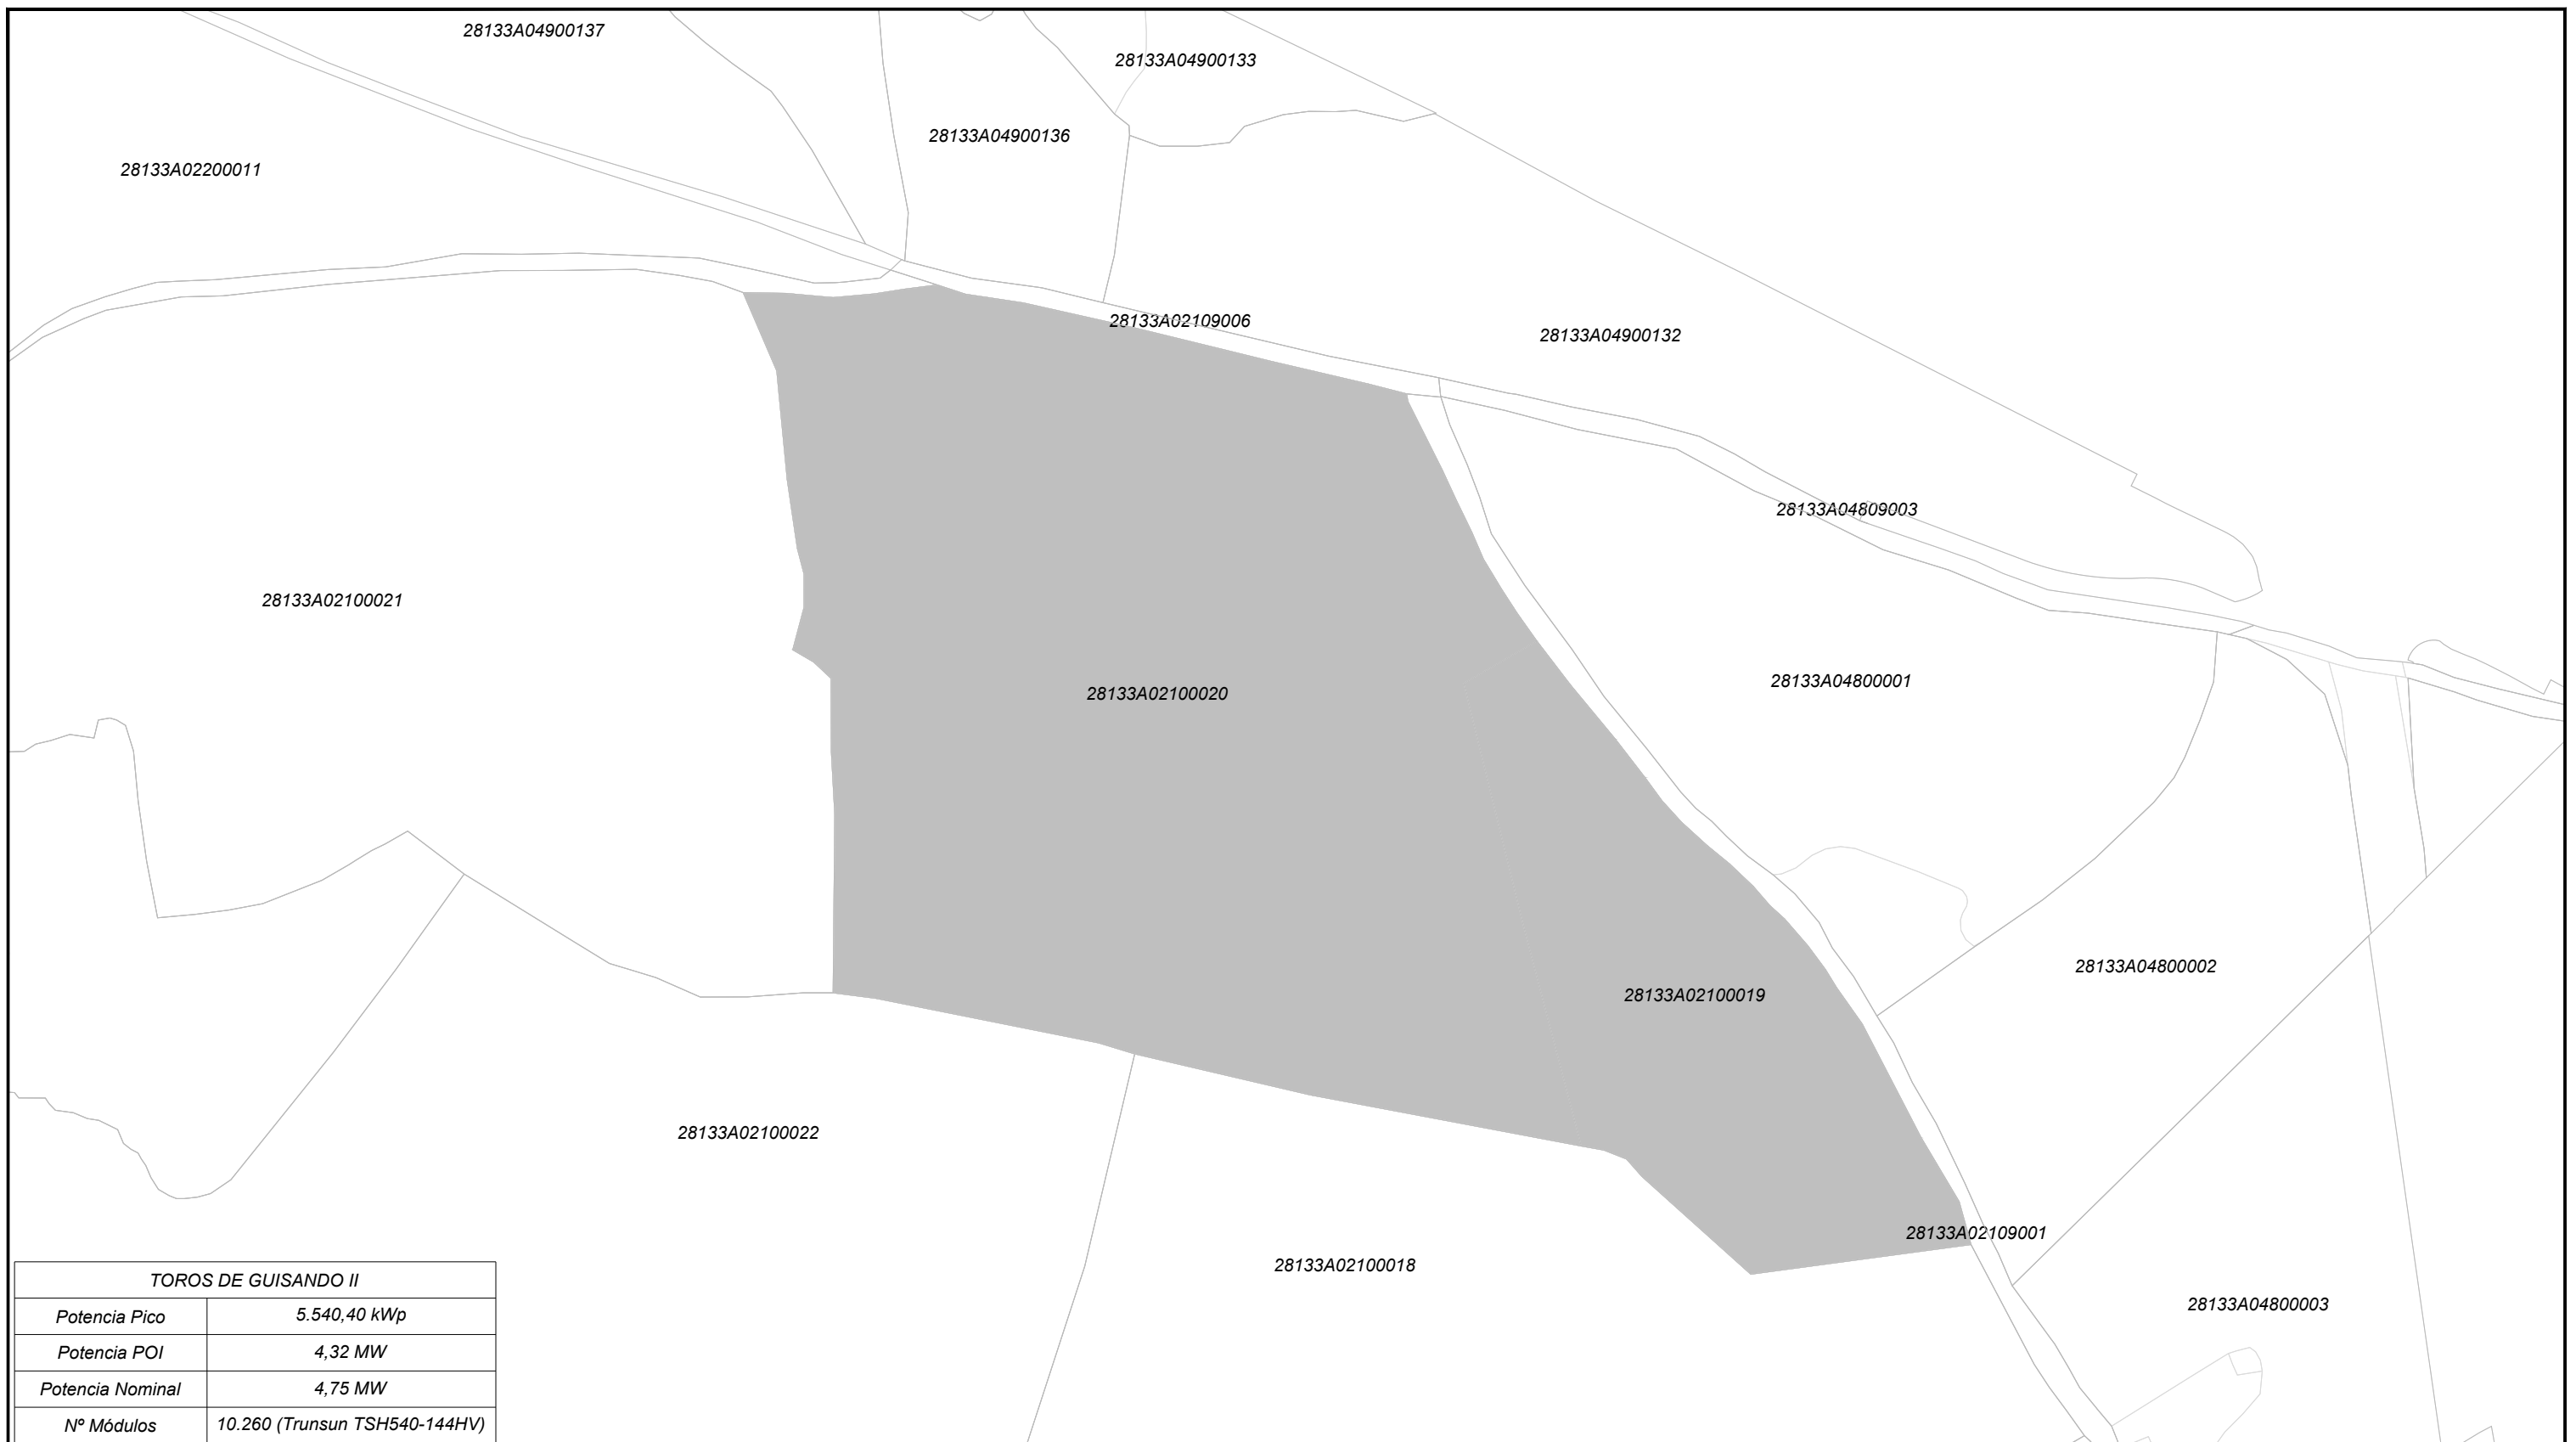 28133A04900137
28133A04900133
28133A04900136
28133A02200011
28133A02109006
28133A04900132
28133A04809003
28133A02100021
28133A04800001
28133A02100020
28133A04800002
28133A02100019
28133A02100022
28133A02109001
28133A02100018
28133A04800003
TOROS DE GUISANDO II
Potencia Pico 5.540,40 kWp
Potencia POI 4,32 MW
Potencia Nominal 4,75 MW
Nº Módulos 10.260 (Trunsun TSH540-144HV)